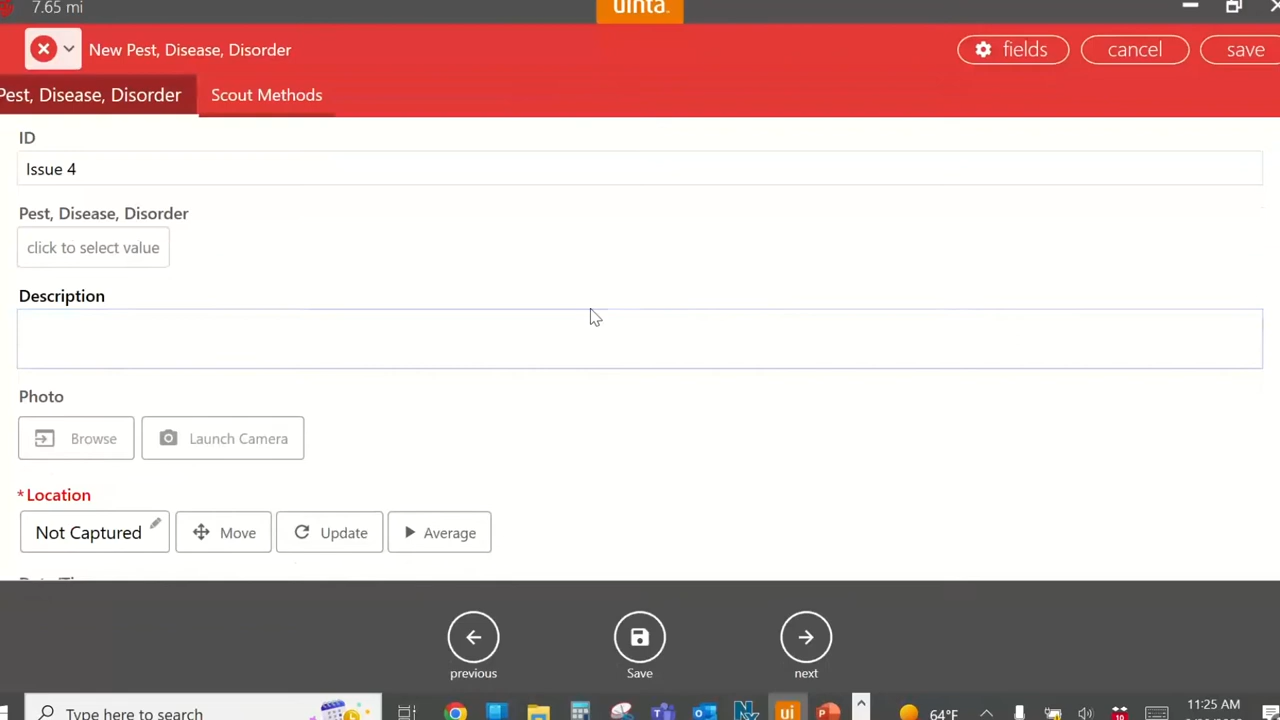 7.65 mi
uinta
New Pest, Disease, Disorder
fields
cancel
save
Pest, Disease, Disorder
Scout Methods
ID
Issue 4
Pest, Disease, Disorder
click to select value
Description
Photo
Browse
Launch Camera
*Location
Not Captured
Move
Update
Average
previous
Save
next
Type here to search
ui
64°F
11:25 AM